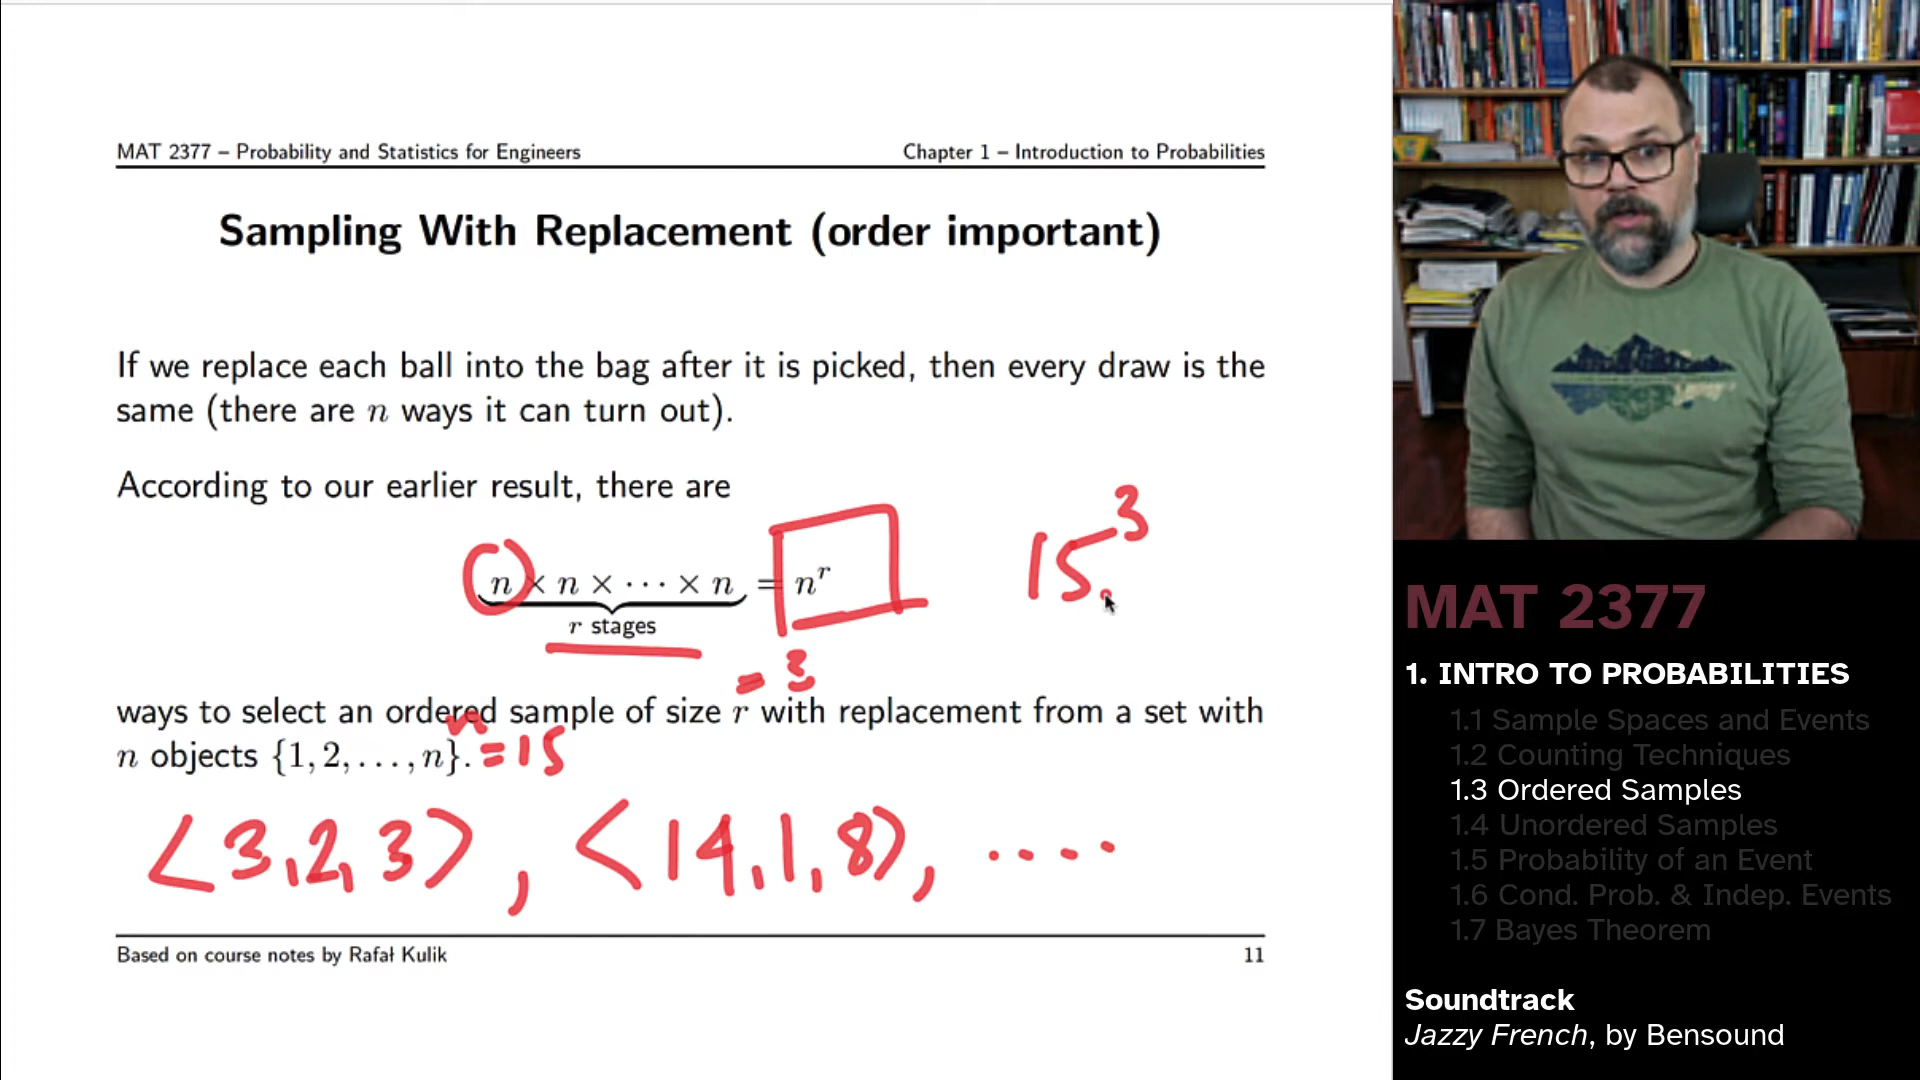 MAT 2377 – Probability and Statistics for Engineers
Chapter 1 – Introduction to Probabilities
Sampling With Replacement (order important)
If we replace each ball into the bag after it is picked, then every draw is the
same (there are n ways it can turn out).
According to our earlier result, there are
n × n × · · · × n = nʳ
r stages
15³
= 3
ways to select an ordered sample of size r with replacement from a set with
n objects {1, 2, . . . , n}.
n = 15
<3,2,3>, <14,1,8>, ....
Based on course notes by Rafał Kulik
11
MAT 2377
1. INTRO TO PROBABILITIES
1.1 Sample Spaces and Events
1.2 Counting Techniques
1.3 Ordered Samples
1.4 Unordered Samples
1.5 Probability of an Event
1.6 Cond. Prob. & Indep. Events
1.7 Bayes Theorem
Soundtrack
Jazzy French, by Bensound